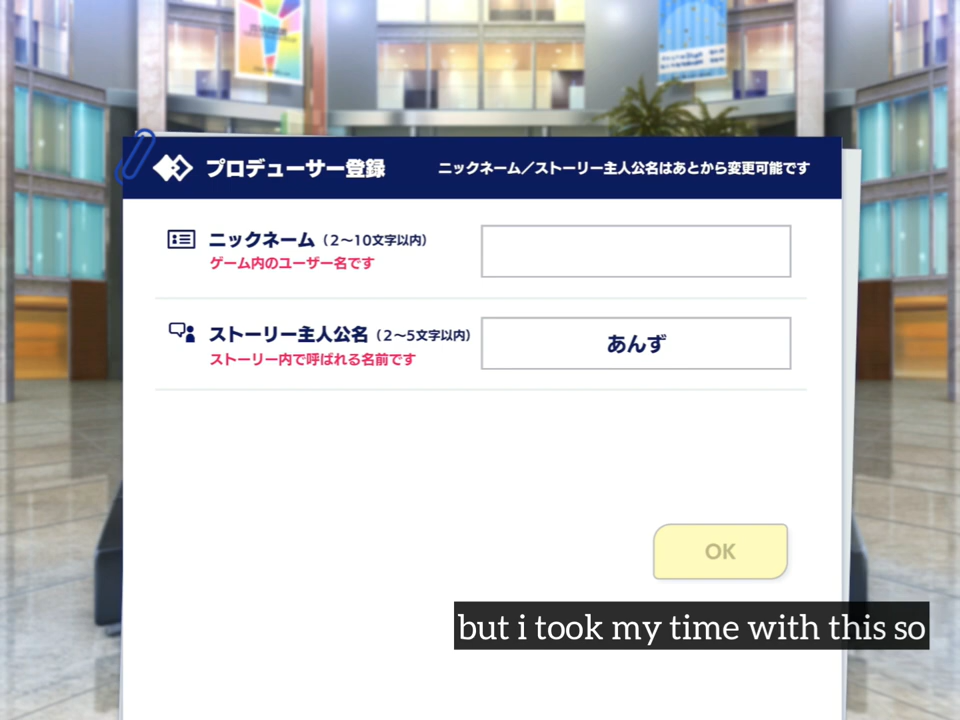 プロデューサー登録
ニックネーム／ストーリー主人公名はあとから変更可能です
ニックネーム（2～10文字以内）
ゲーム内のユーザー名です
ストーリー主人公名（2～5文字以内）
あんず
ストーリー内で呼ばれる名前です
OK
but i took my time with this so